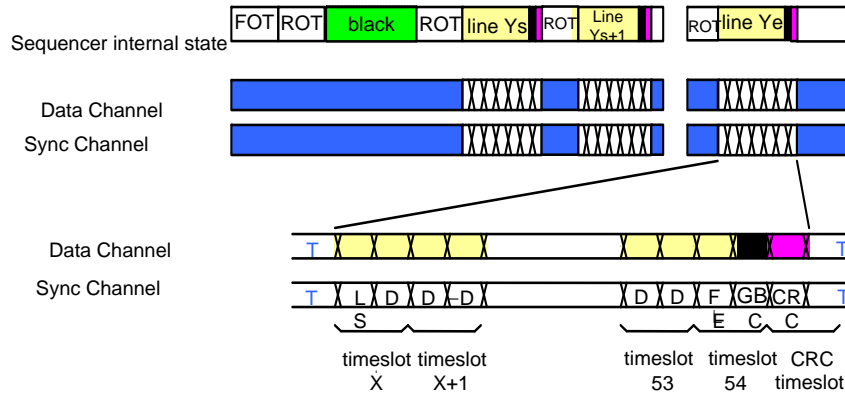 Sequencer internal state
FOT ROT black ROT line Ys ROT Line Ys+1 ROT line Ye
Data Channel
Sync Channel
Data Channel T T
Sync Channel T L S D D D D D F E GB C CR C T
timeslot X
timeslot X+1
timeslot 53
timeslot 54
CRC timeslot